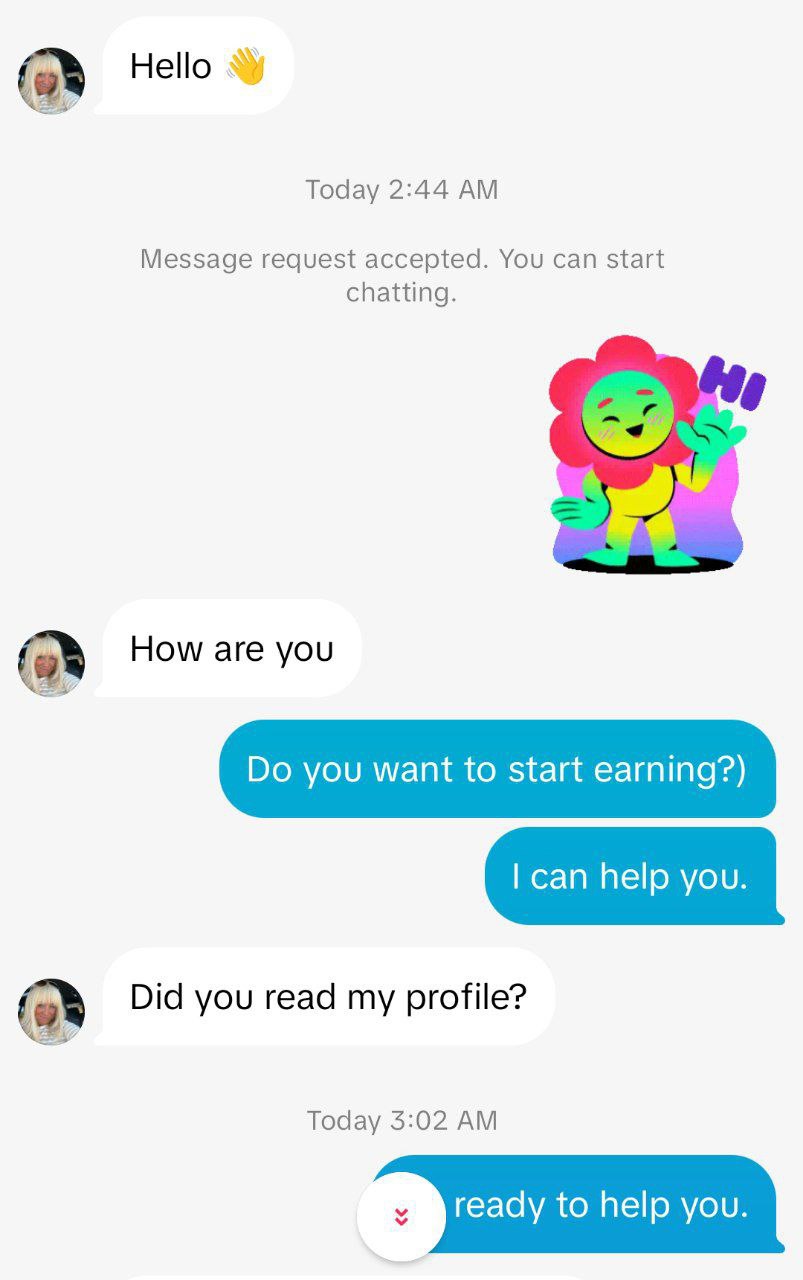 Hello 👋
Today 2:44 AM
Message request accepted. You can start
chatting.
HI
How are you
Do you want to start earning?)
I can help you.
Did you read my profile?
Today 3:02 AM
ready to help you.